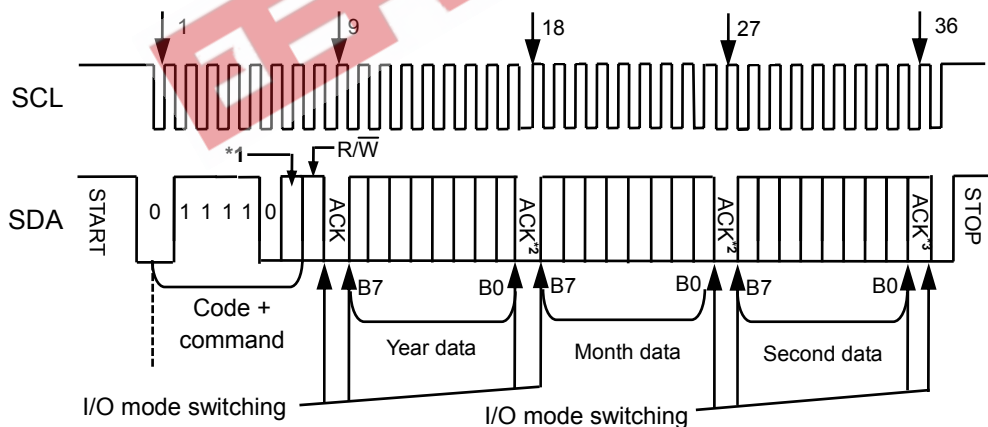 1 9 18 27 36
SCL
*1 R/W̅
SDA START 0 1 1 1 1 0 ACK ACK*2 ACK*2 ACK*3 STOP
B7 B0 B7 B0 B7 B0
Code +
command
Year data Month data Second data
I/O mode switching I/O mode switching